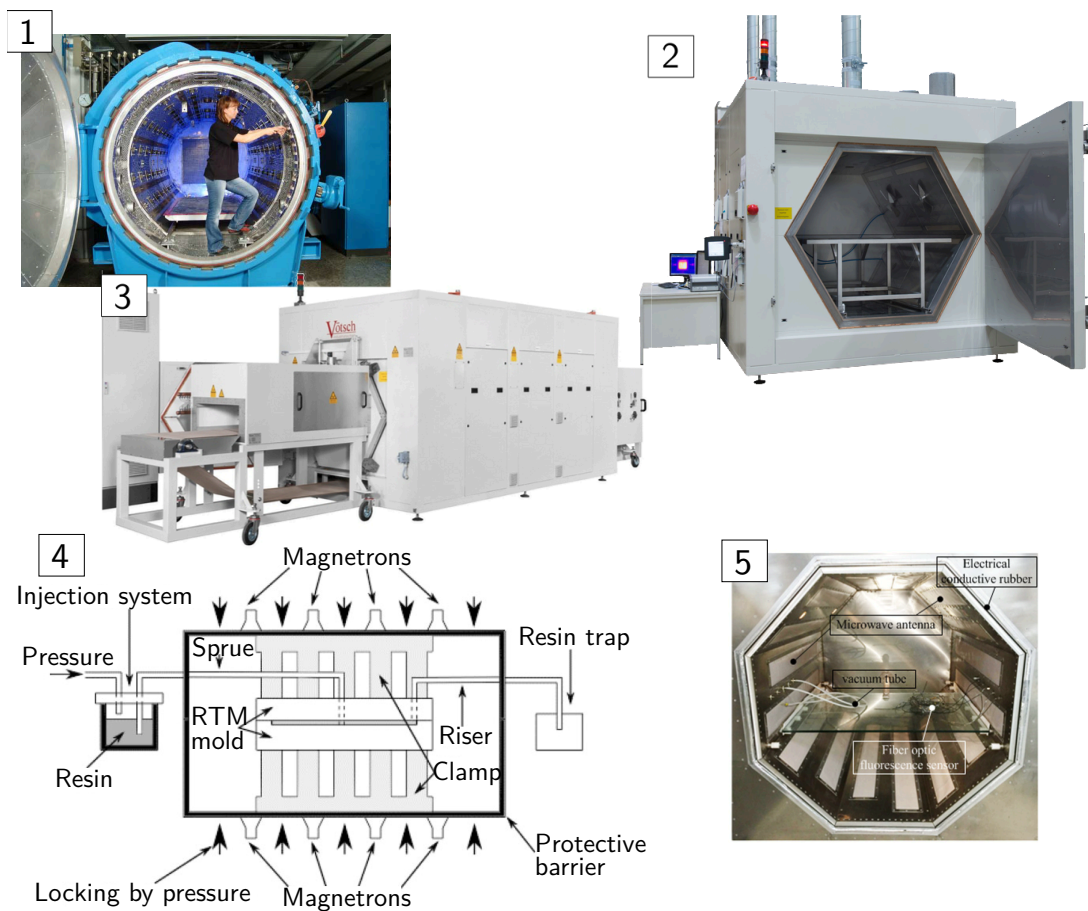 1
2
3
Vötsch
4
Magnetrons
Injection system
Pressure
Sprue
Resin trap
RTM
mold
Riser
Resin
Clamp
Protective
barrier
Locking by pressure
Magnetrons
5
Electrical
conductive rubber
Microwave antenna
vacuum tube
Fiber optic
fluorescence sensor